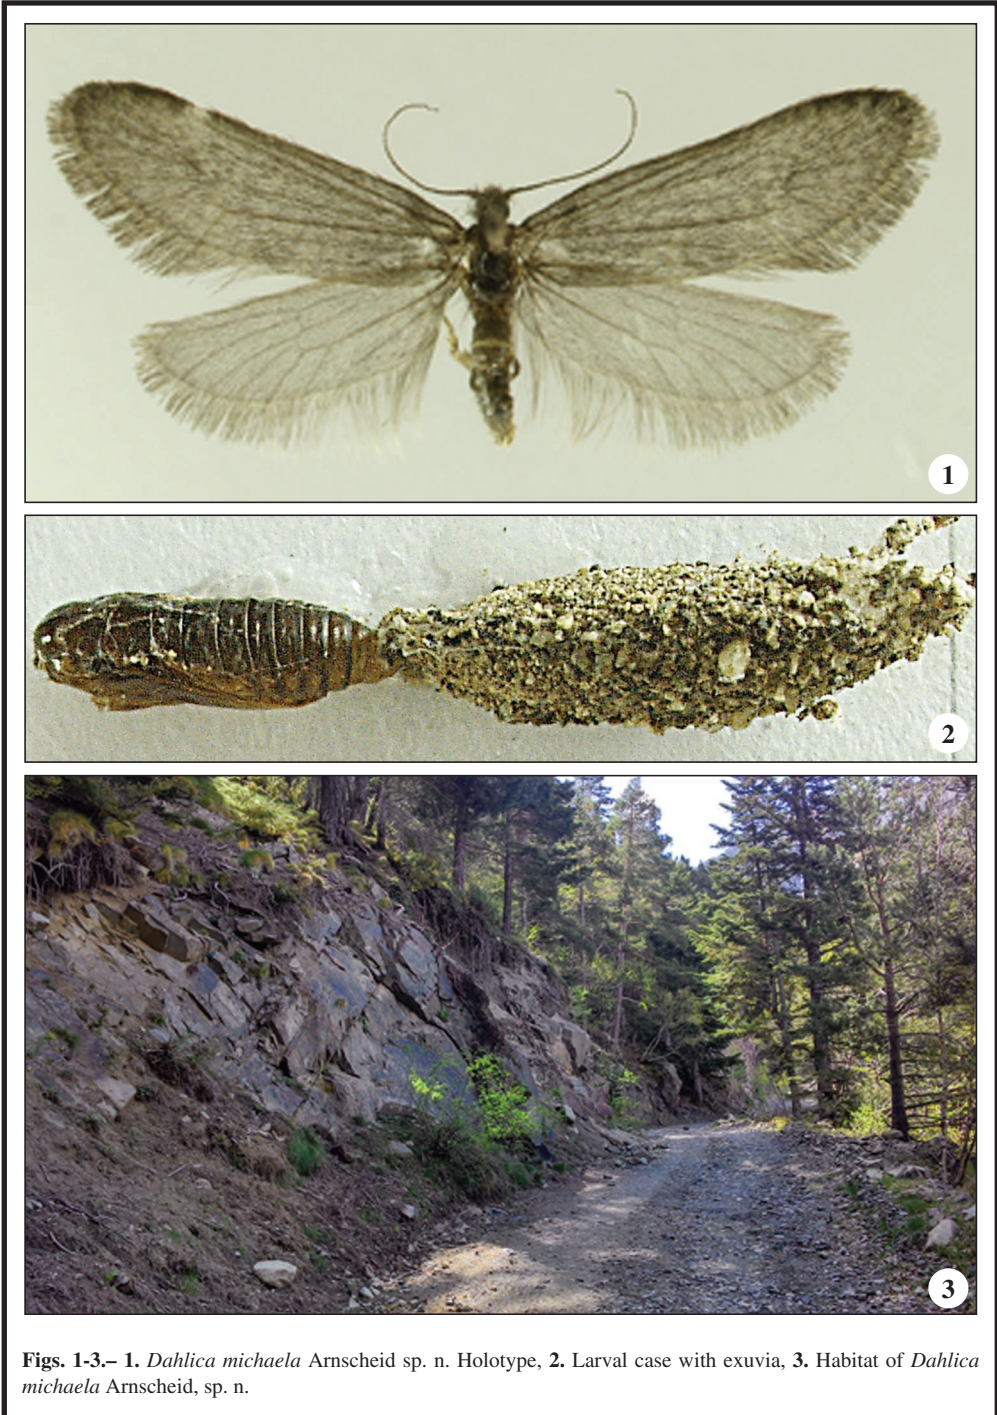 1
2
3
Figs. 1-3.– 1. Dahlica michaela Arnscheid sp. n. Holotype, 2. Larval case with exuvia, 3. Habitat of Dahlica
michaela Arnscheid, sp. n.